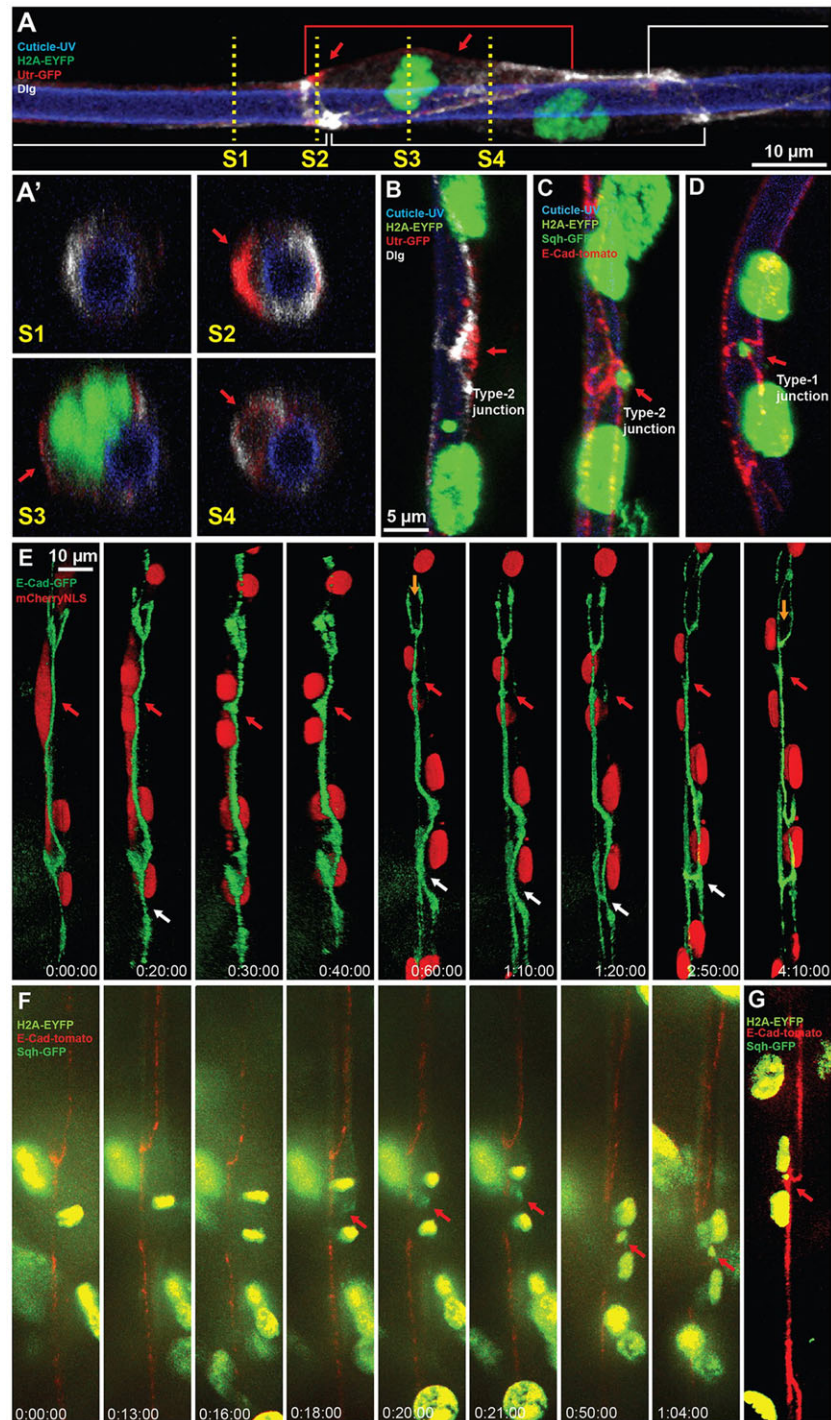 A
Cuticle-UV
H2A-EYFP
Utr-GFP
Dlg
S1
S2
S3
S4
10 µm
A'
S1
S2
S3
S4
B
Cuticle-UV
H2A-EYFP
Utr-GFP
Dlg
Type-2
junction
5 µm
C
Cuticle-UV
H2A-EYFP
Sqh-GFP
E-Cad-tomato
Type-2
junction
D
Type-1
junction
E
10 µm
E-Cad-GFP
mCherryNLS
0:00:00
0:20:00
0:30:00
0:40:00
0:60:00
1:10:00
1:20:00
2:50:00
4:10:00
F
H2A-EYFP
E-Cad-tomato
Sqh-GFP
0:00:00
0:13:00
0:16:00
0:18:00
0:20:00
0:21:00
0:50:00
1:04:00
G
H2A-EYFP
E-Cad-tomato
Sqh-GFP